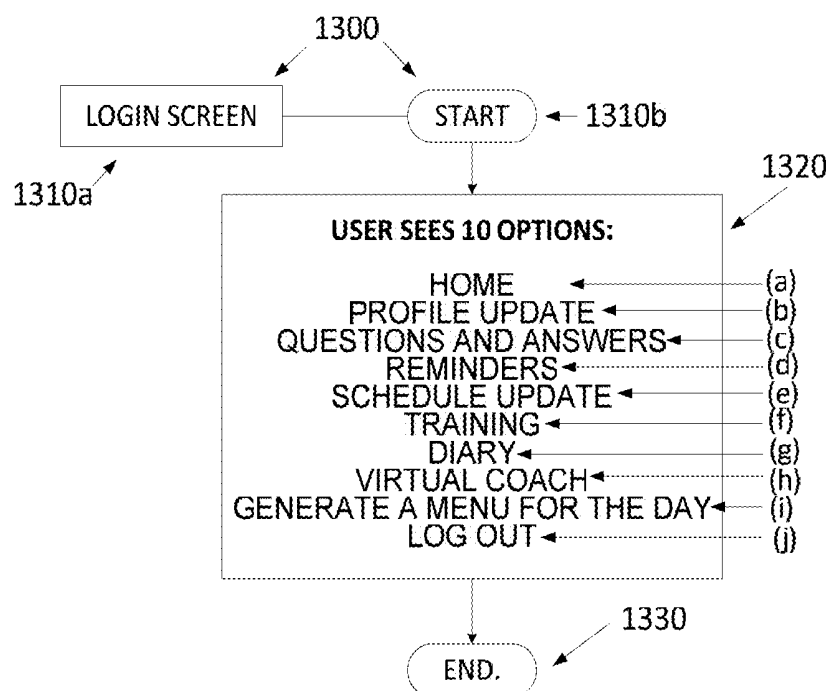 1300
LOGIN SCREEN
START
1310b
1310a
1320
USER SEES 10 OPTIONS:
HOME (a)
PROFILE UPDATE (b)
QUESTIONS AND ANSWERS (c)
REMINDERS (d)
SCHEDULE UPDATE (e)
TRAINING (f)
DIARY (g)
VIRTUAL COACH (h)
GENERATE A MENU FOR THE DAY (i)
LOG OUT (j)
1330
END.